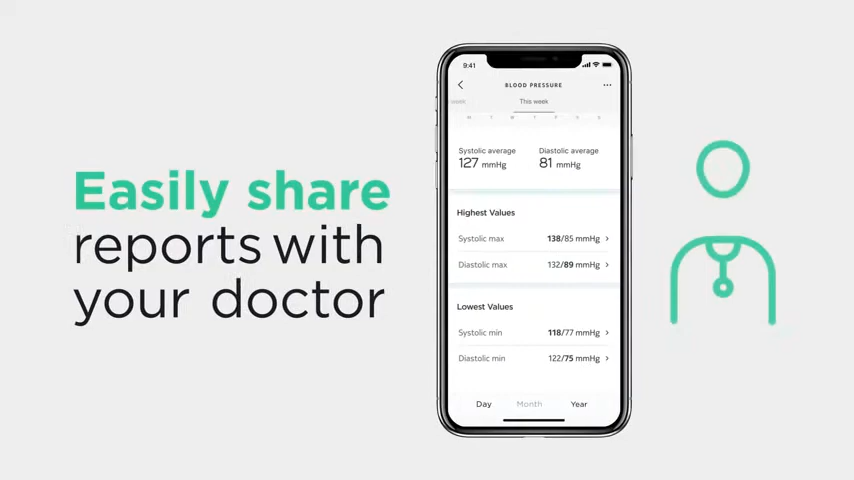 Easily share
reports with
your doctor
9:41
BLOOD PRESSURE
week
This week
M T W T F S S
Systolic average
127 mmHg
Diastolic average
81 mmHg
Highest Values
Systolic max
138/85 mmHg
Diastolic max
132/89 mmHg
Lowest Values
Systolic min
118/77 mmHg
Diastolic min
122/75 mmHg
Day Month Year